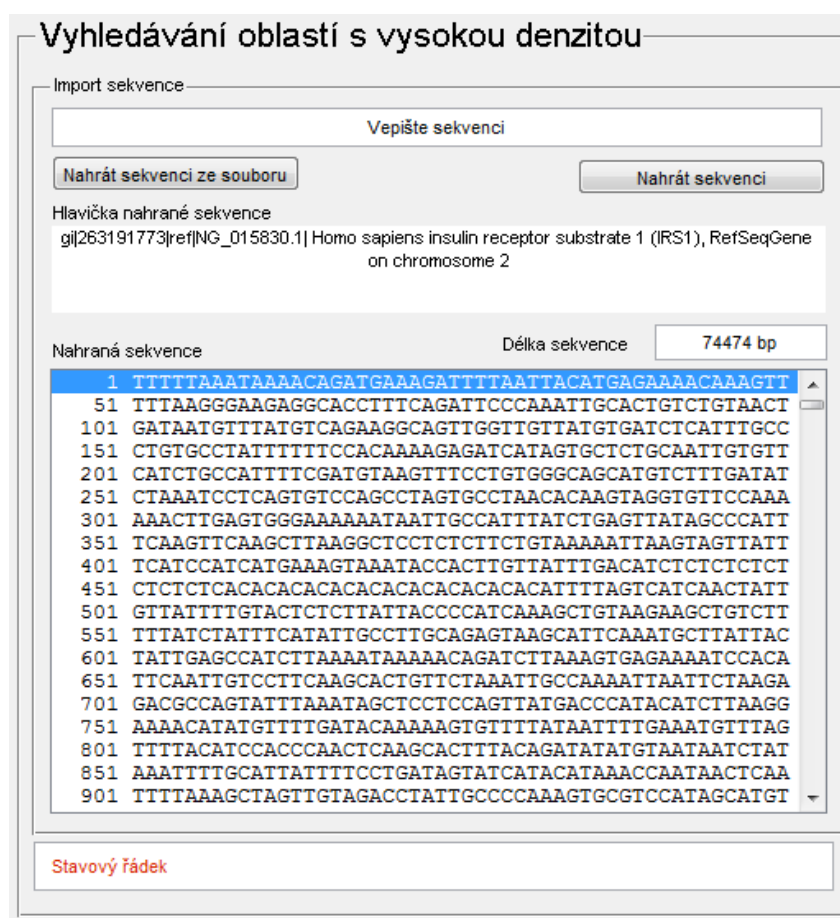 Vyhledávání oblastí s vysokou denzitou
Import sekvence
Vepište sekvenci
Nahrát sekvenci ze souboru
Nahrát sekvenci
Hlavička nahrané sekvence
gi|263191773|ref|NG_015830.1| Homo sapiens insulin receptor substrate 1 (IRS1), RefSeqGene
on chromosome 2
Nahraná sekvence
Délka sekvence
74474 bp
1 TTTTTAAATAAAACAGATGAAAGATTTTAATTACATGAGAAAACAAAGTT
51 TTTAAGGGAAGAGGCACCTTTCAGATTCCCAAATTGCACTGTCTGTAACT
101 GATAATGTTTATGTCAGAAGGCAGTTGGTTGTTATGTGATCTCATTTGCC
151 CTGTGCCTATTTTTTCCACAAAAGAGATCATAGTGCTCTGCAATTGTGTT
201 CATCTGCCATTTTCGATGTAAGTTTCCTGTGGGCAGCATGTCTTTGATAT
251 CTAAATCCTCAGTGTCCAGCCTAGTGCCTAACACAAGTAGGTGTTCCAAA
301 AAACTTGAGTGGGAAAAAATAATTGCCATTTATCTGAGTTATAGCCCATT
351 TCAAGTTCAAGCTTAAGGCTCCTCTCTTCTGTAAAAATTAAGTAGTTATT
401 TCATCCATCATGAAAGTAAATACCACTTGTTATTTGACATCTCTCTCTCT
451 CTCTCTCACACACACACACACACACACACACATTTTAGTCATCAACTATT
501 GTTATTTTGTACTCTCTTATTACCCCATCAAAGCTGTAAGAAGCTGTCTT
551 TTTATCTATTTCATATTGCCTTGCAGAGTAAGCATTCAAATGCTTATTAC
601 TATTGAGCCATCTTAAAATAAAAACAGATCTTAAAGTGAGAAAATCCACA
651 TTCAATTGTCCTTCAAGCACTGTTCTAAATTGCCAAAATTAATTCTAAGA
701 GACGCCAGTATTTAAATAGCTCCTCCAGTTATGACCCATACATCTTAAGG
751 AAAACATATGTTTTGATACAAAAAGTGTTTTATAATTTTGAAATGTTTAG
801 TTTTACATCCACCCAACTCAAGCACTTTACAGATATATGTAATAATCTAT
851 AAATTTTGCATTATTTTCCTGATAGTATCATACATAAACCAATAACTCAA
901 TTTTAAAGCTAGTTGTAGACCTATTGCCCCAAAGTGCGTCCATAGCATGT
Stavový řádek